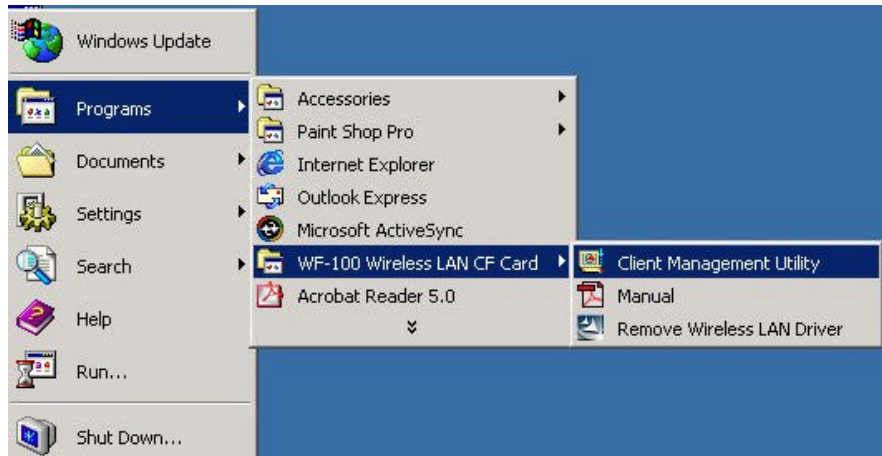 Windows Update
Programs
Documents
Settings
Search
Help
Run...
Shut Down...
Accessories
Paint Shop Pro
Internet Explorer
Outlook Express
Microsoft ActiveSync
WF-100 Wireless LAN CF Card
Acrobat Reader 5.0
Client Management Utility
Manual
Remove Wireless LAN Driver